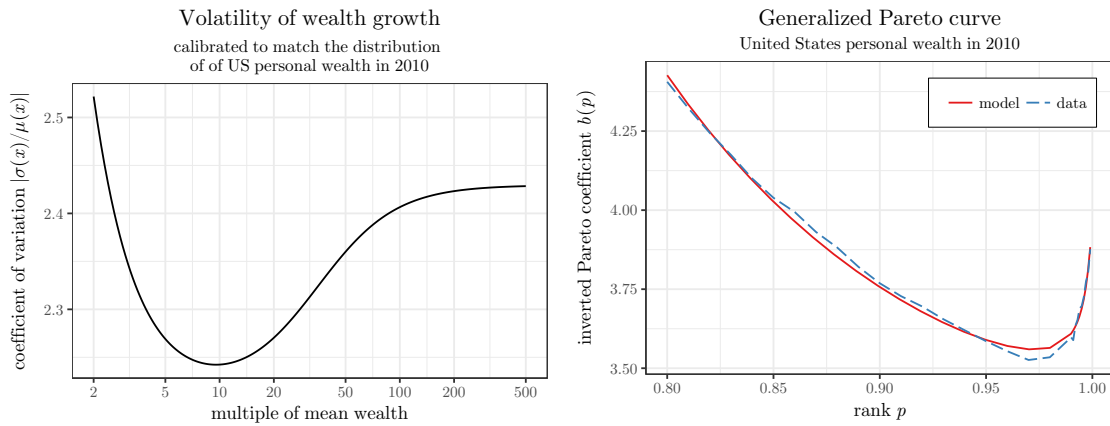 Volatility of wealth growth
calibrated to match the distribution
of of US personal wealth in 2010
coefficient of variation |σ(x)/μ(x)|
2.5
2.4
2.3
2 5 10 20 50 100 200 500
multiple of mean wealth
Generalized Pareto curve
United States personal wealth in 2010
inverted Pareto coefficient b(p)
model data
4.25
4.00
3.75
3.50
0.80 0.85 0.90 0.95 1.00
rank p